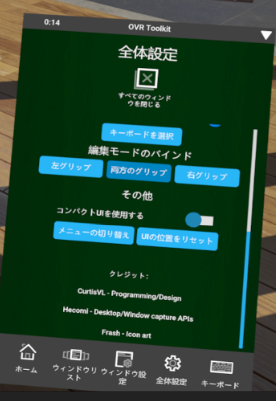 0:14
OVR Toolkit
全体設定
すべてのウィンド
ウを閉じる
キーボードを選択
編集モードのバインド
左グリップ
両方のグリップ
右グリップ
その他
コンパクトUIを使用する
メニューの切り替え
UIの位置をリセット
クレジット:
CurtisVL - Programming/Design
Hecomi - Desktop/Window capture APIs
Frash - Icon art
ホーム
ウィンドウリ
スト
ウィンドウ設
定
全体設定
キーボード